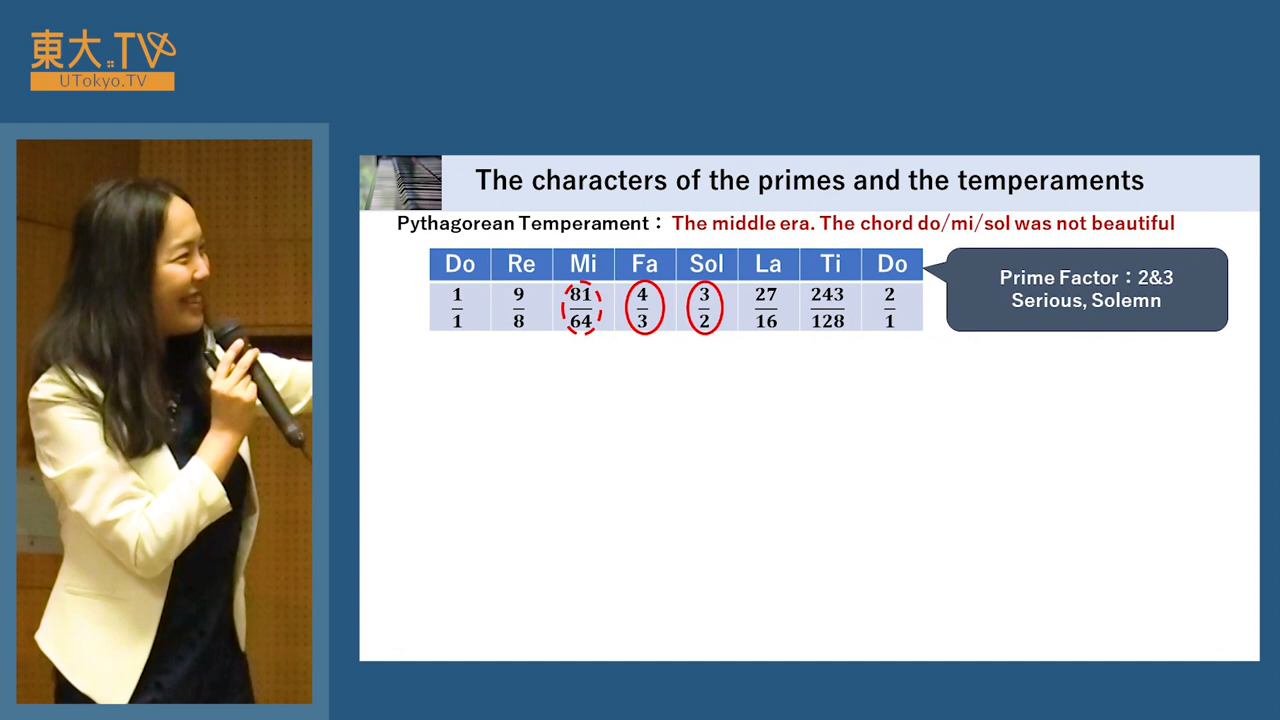 東大.TV
UTokyo.TV
The characters of the primes and the temperaments
Pythagorean Temperament： The middle era. The chord do/mi/sol was not beautiful
Do Re Mi Fa Sol La Ti Do
1/1 9/8 81/64 4/3 3/2 27/16 243/128 2/1
Prime Factor：2&3
Serious, Solemn